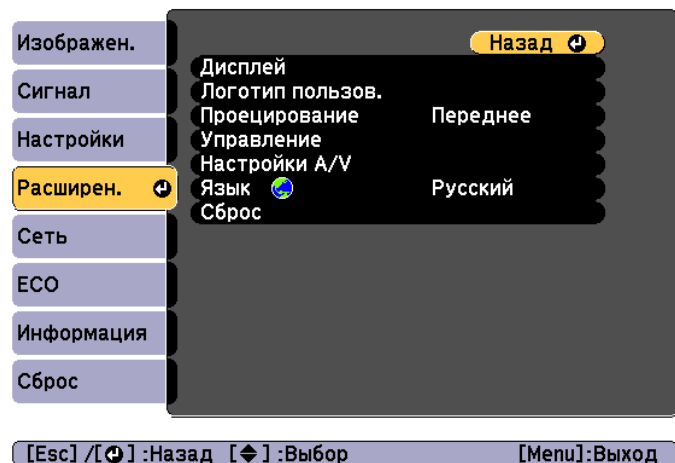 Изображен.
Сигнал
Настройки
Расширен.
Сеть
ECO
Информация
Сброс
Назад
Дисплей
Логотип пользов.
Проецирование Переднее
Управление
Настройки A/V
Язык Русский
Сброс
[Esc] /[ ] :Назад [ ] :Выбор [Menu]:Выход